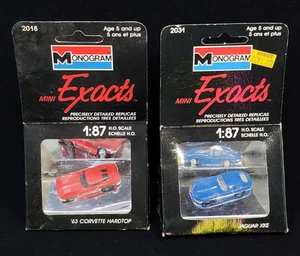 2018
Age 5 and up
5 ans et plus
MONOGRAM
MINI Exacts
PRECISELY DETAILED REPLICAS
REPRODUCTIONS TRES DETAILLEES
1:87 H.O. SCALE
ECHELLE H.O.
'63 CORVETTE HARDTOP
2031
Age 5 and up
5 ans et plus
MONOGRAM
MINI Exacts
PRECISELY DETAILED REPLICAS
REPRODUCTIONS TRES DETAILLEES
1:87 H.O. SCALE
ECHELLE H.O.
JAGUAR XKE